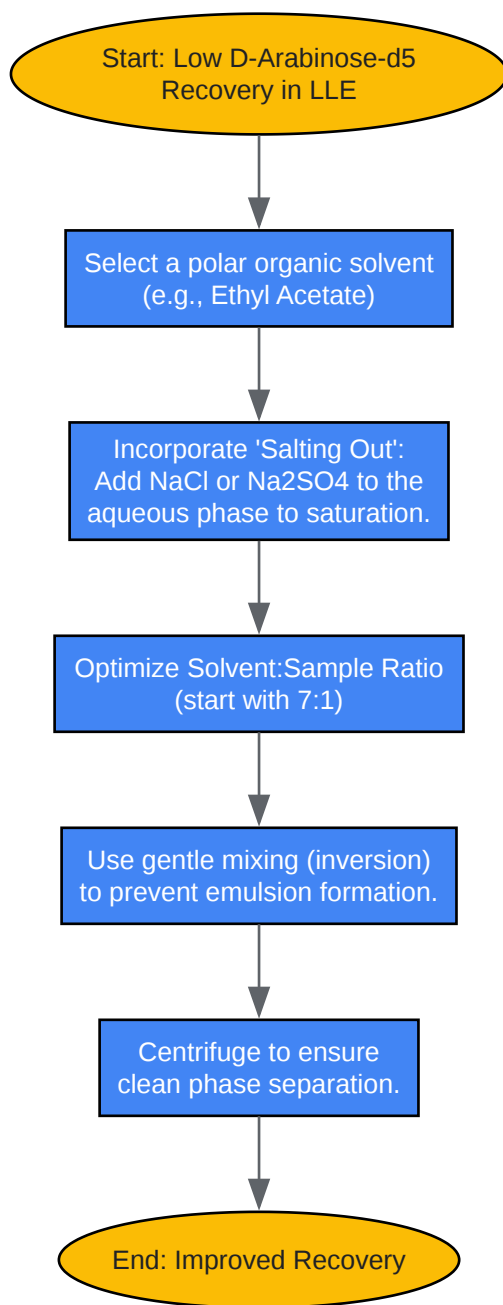 Start: Low D-Arabinose-d5
Recovery in LLE
Select a polar organic solvent
(e.g., Ethyl Acetate)
Incorporate 'Salting Out':
Add NaCl or Na2SO4 to the
aqueous phase to saturation.
Optimize Solvent:Sample Ratio
(start with 7:1)
Use gentle mixing (inversion)
to prevent emulsion formation.
Centrifuge to ensure
clean phase separation.
End: Improved Recovery